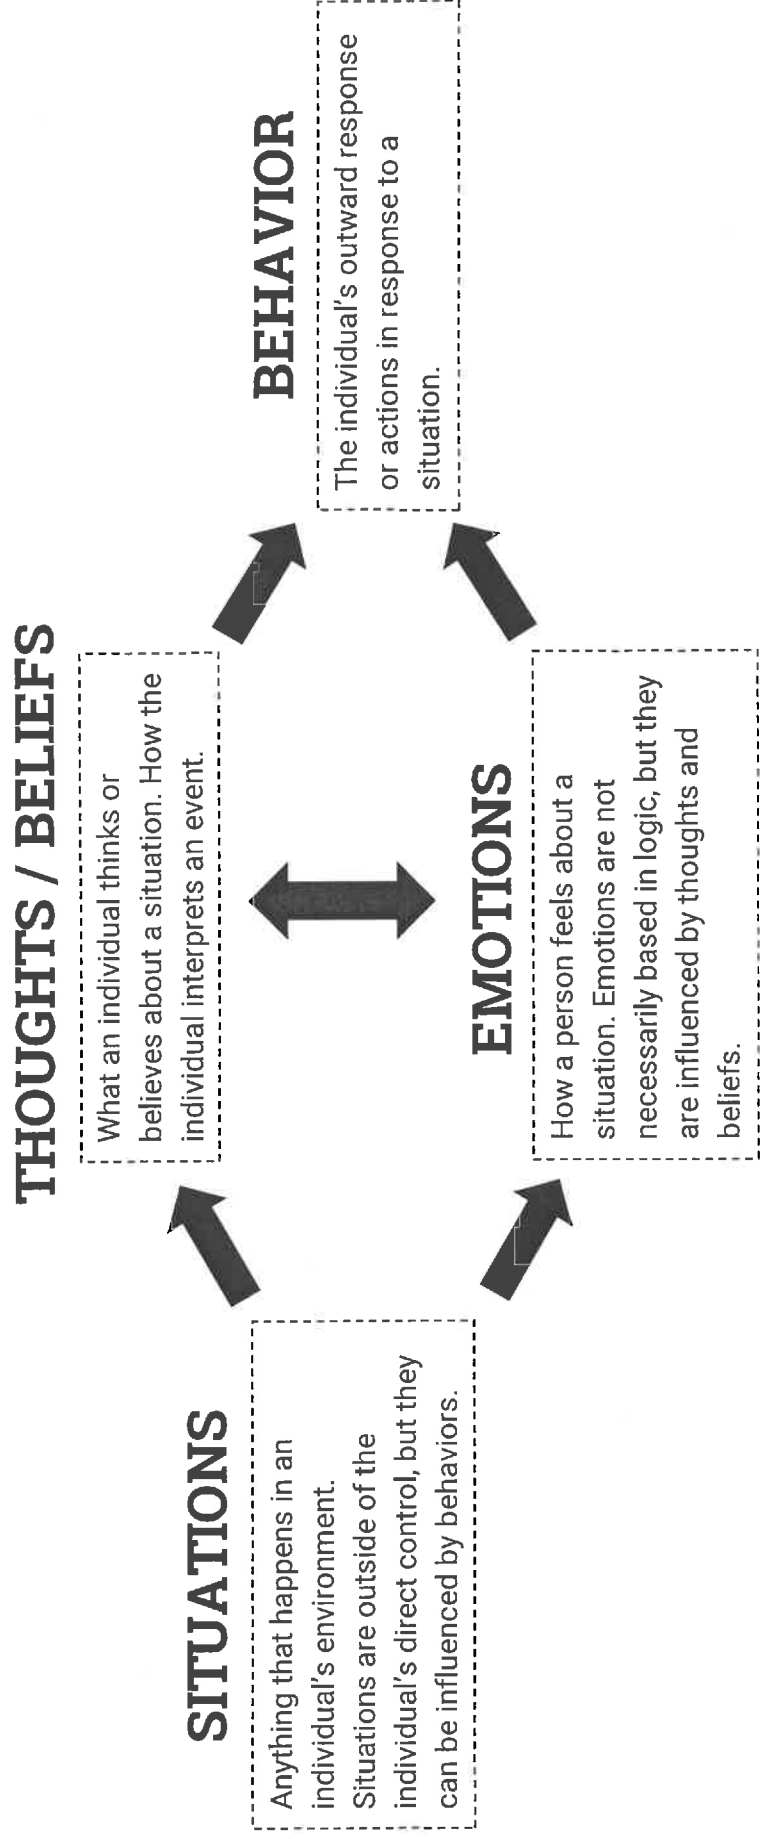 SITUATIONS
Anything that happens in an
individual's environment.
Situations are outside of the
individual's direct control, but they
can be influenced by behaviors.
THOUGHTS / BELIEFS
What an individual thinks or
believes about a situation. How the
individual interprets an event.
EMOTIONS
How a person feels about a
situation. Emotions are not
necessarily based in logic, but they
are influenced by thoughts and
beliefs.
BEHAVIOR
The individual's outward response
or actions in response to a
situation.